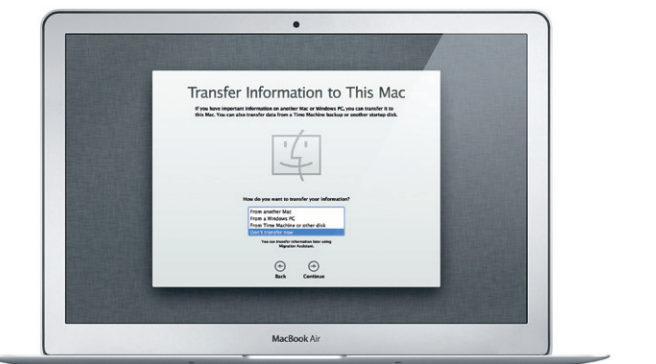 Transfer Information to This Mac
If you have important information on another Mac or Windows PC, you can transfer it to
this Mac. You can also transfer data from a Time Machine backup or another startup disk.
How do you want to transfer your information?
From another Mac
From a Windows PC
From Time Machine or other disk
Don't transfer now
You can transfer information later using
Migration Assistant.
Back Continue
MacBook Air